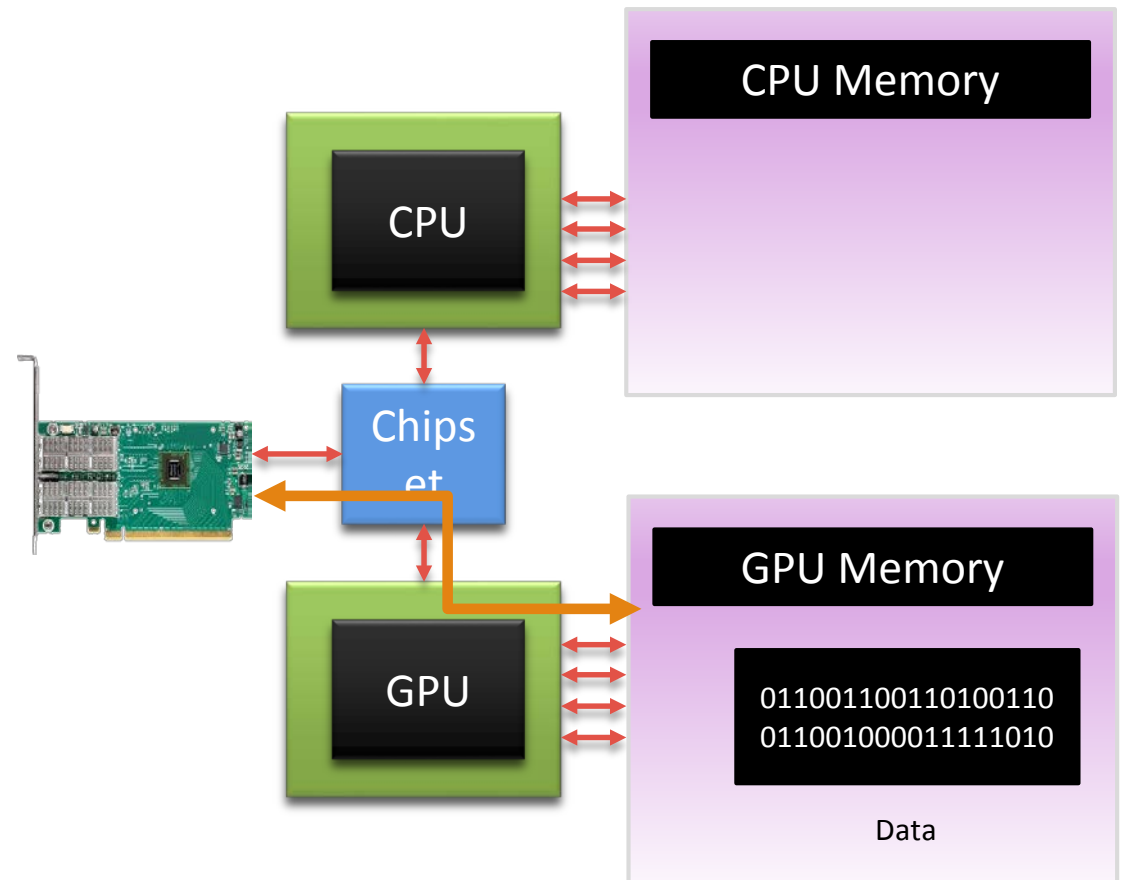 CPU Memory
CPU
Chips
et
GPU Memory
GPU
011001100110100110
011001000011111010
Data